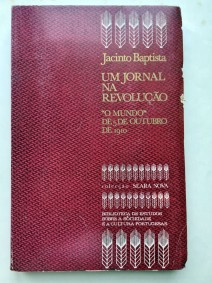 Jacinto Baptista
UM JORNAL
NA
REVOLUÇÃO
"O MUNDO"
DE 5 DE OUTUBRO
DE 1910
colecção SEARA NOVA
BIBLIOTECA DE ESTUDOS
SOBRE A SOCIEDADE
E A CULTURA PORTUGUESAS